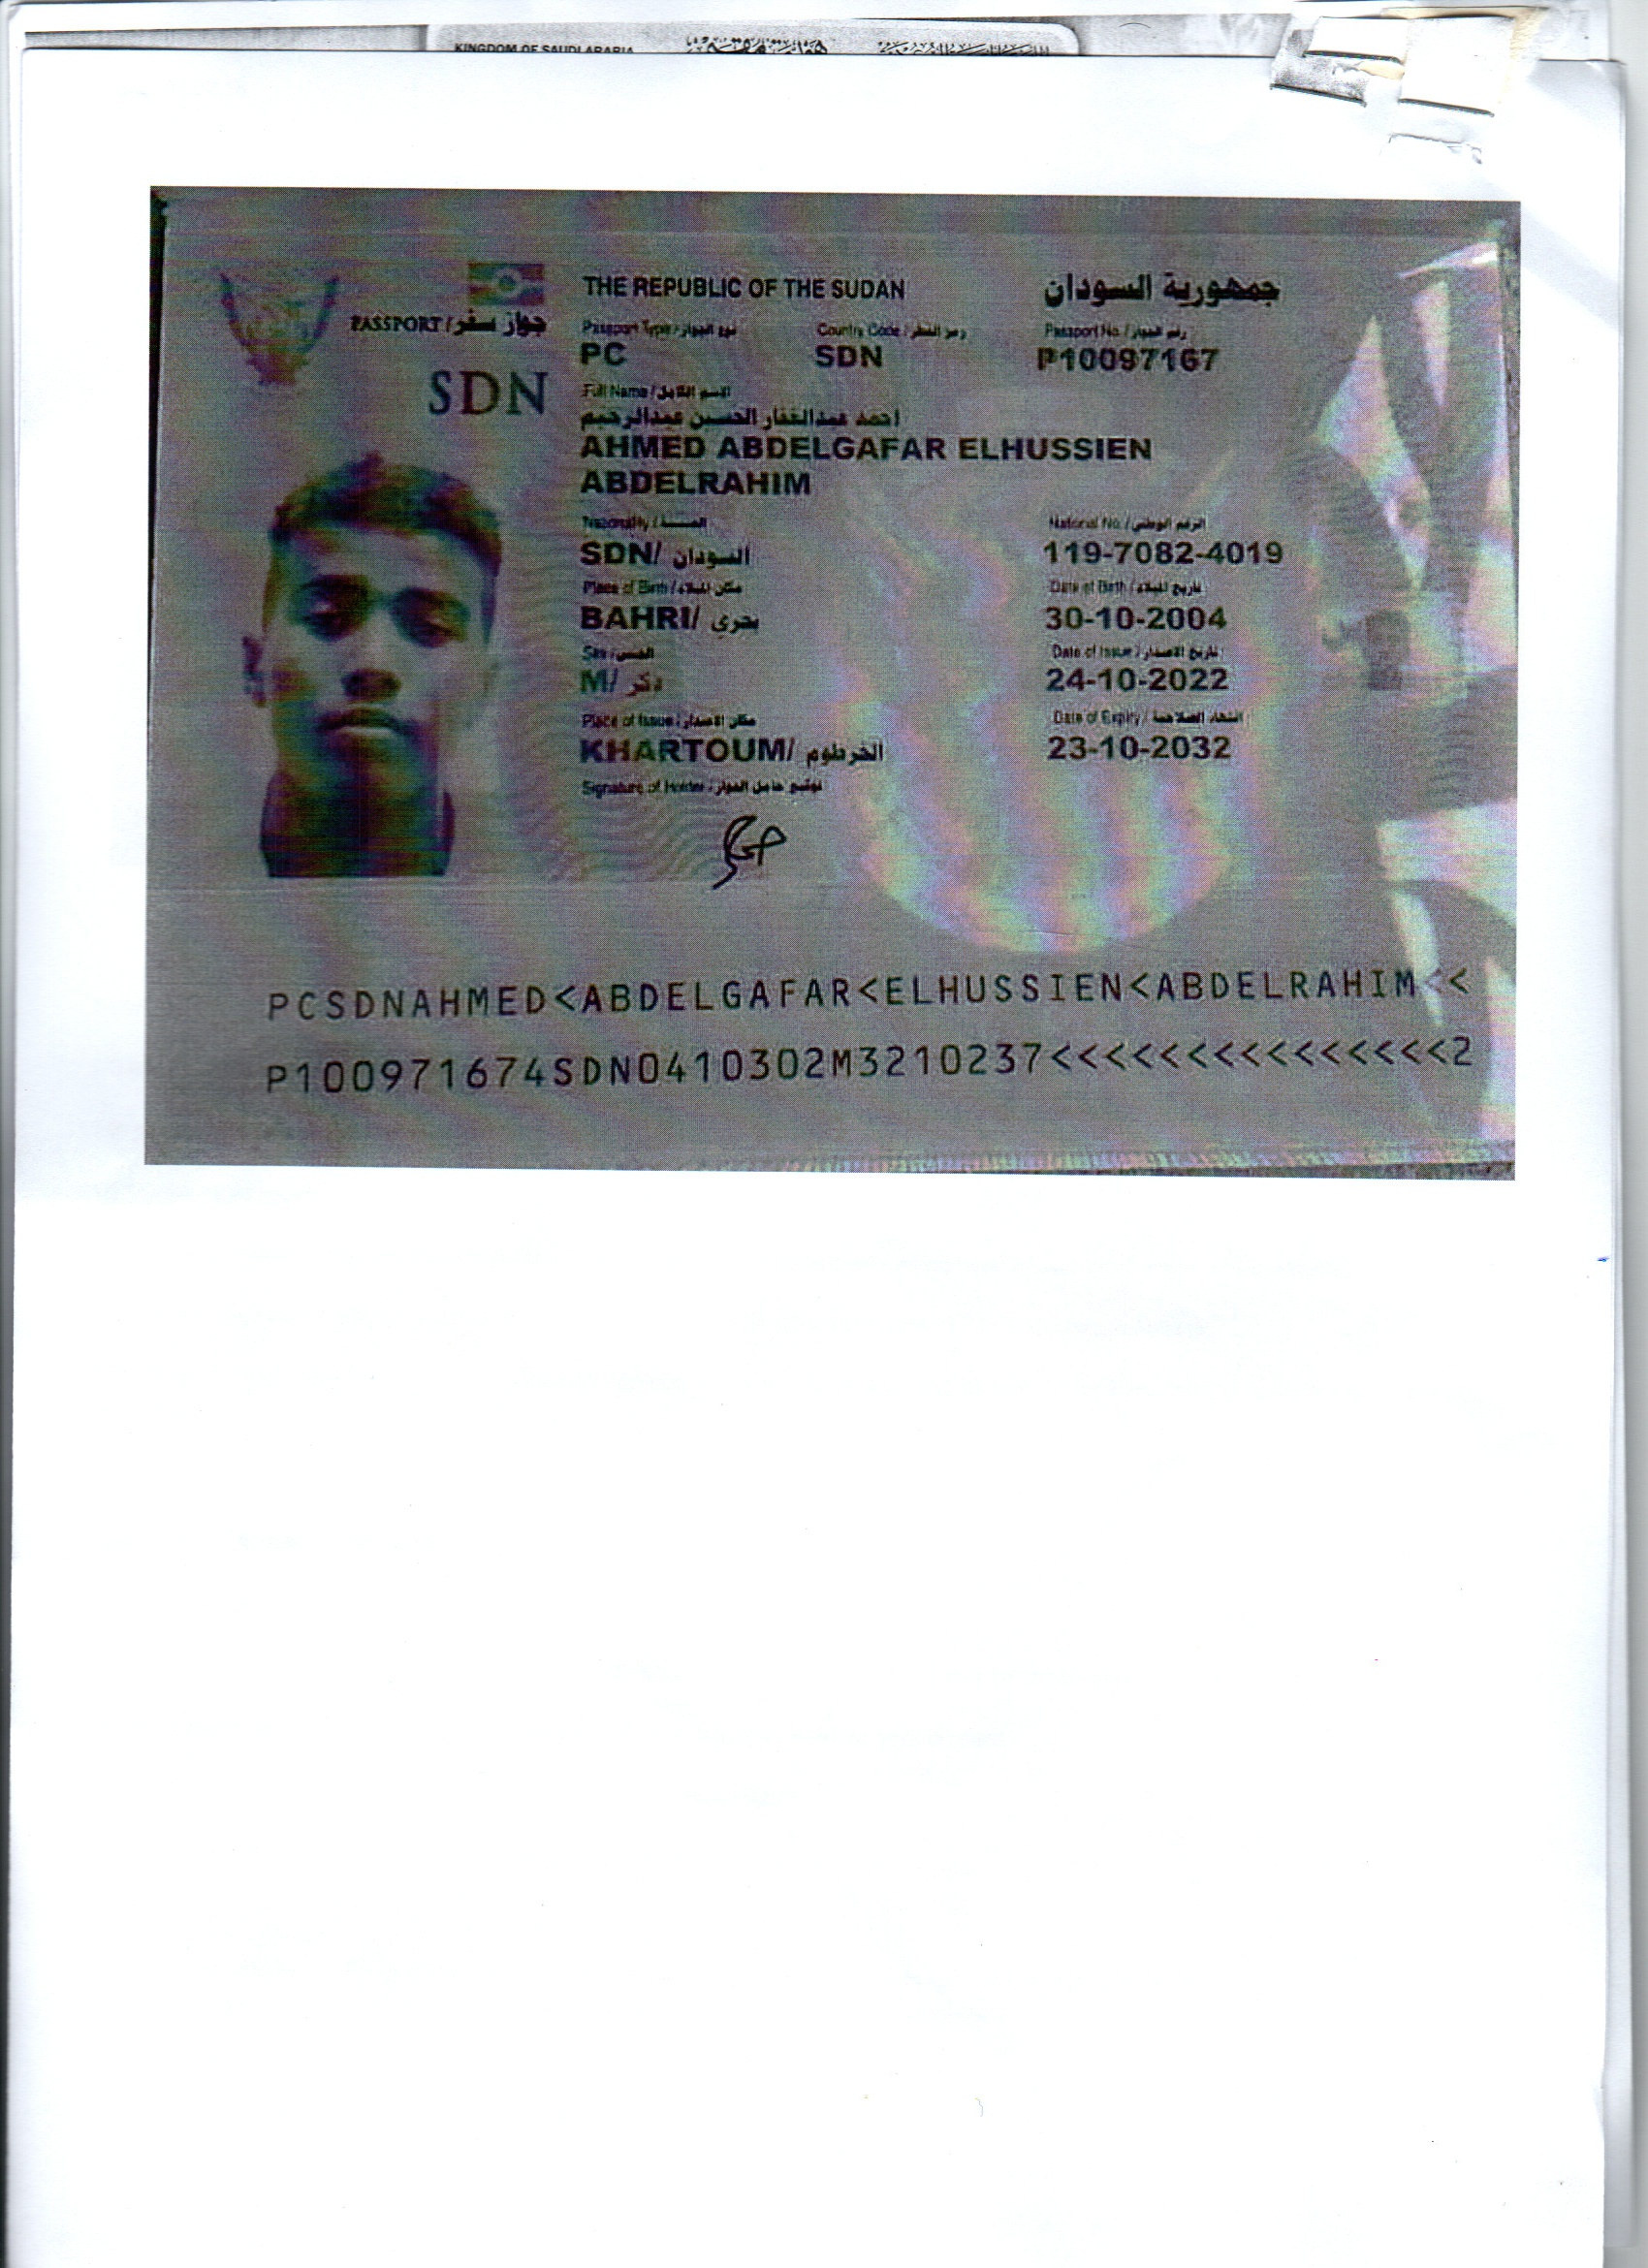 KINGDOM OF SAUDI ARABIA
THE REPUBLIC OF THE SUDAN
جمهورية السودان
PASSPORT / جواز سفر
SDN
Passport Type / نوع الجواز
PC
Country Code / رمز القطر
SDN
Passport No. / رقم الجواز
P10097167
Full Name / الاسم الكامل
احمد عبدالغفار الحسين عبدالرحيم
AHMED ABDELGAFAR ELHUSSIEN
ABDELRAHIM
Nationality / الجنسية
SDN/ السودان
National No. / الرقم الوطني
119-7082-4019
Place of Birth / مكان الميلاد
BAHRI/ بحرى
Date of Birth / تاريخ الميلاد
30-10-2004
Sex / الجنس
M/ ذكر
Date of Issue / تاريخ الاصدار
24-10-2022
Place of Issue / مكان الاصدار
KHARTOUM/ الخرطوم
Date of Expiry / انتهاء الصلاحية
23-10-2032
Signature of Holder / توقيع حامل الجواز
PCSDNAHMED<ABDELGAFAR<ELHUSSIEN<ABDELRAHIM<<
P100971674SDN0410302M3210237<<<<<<<<<<<<<<<2